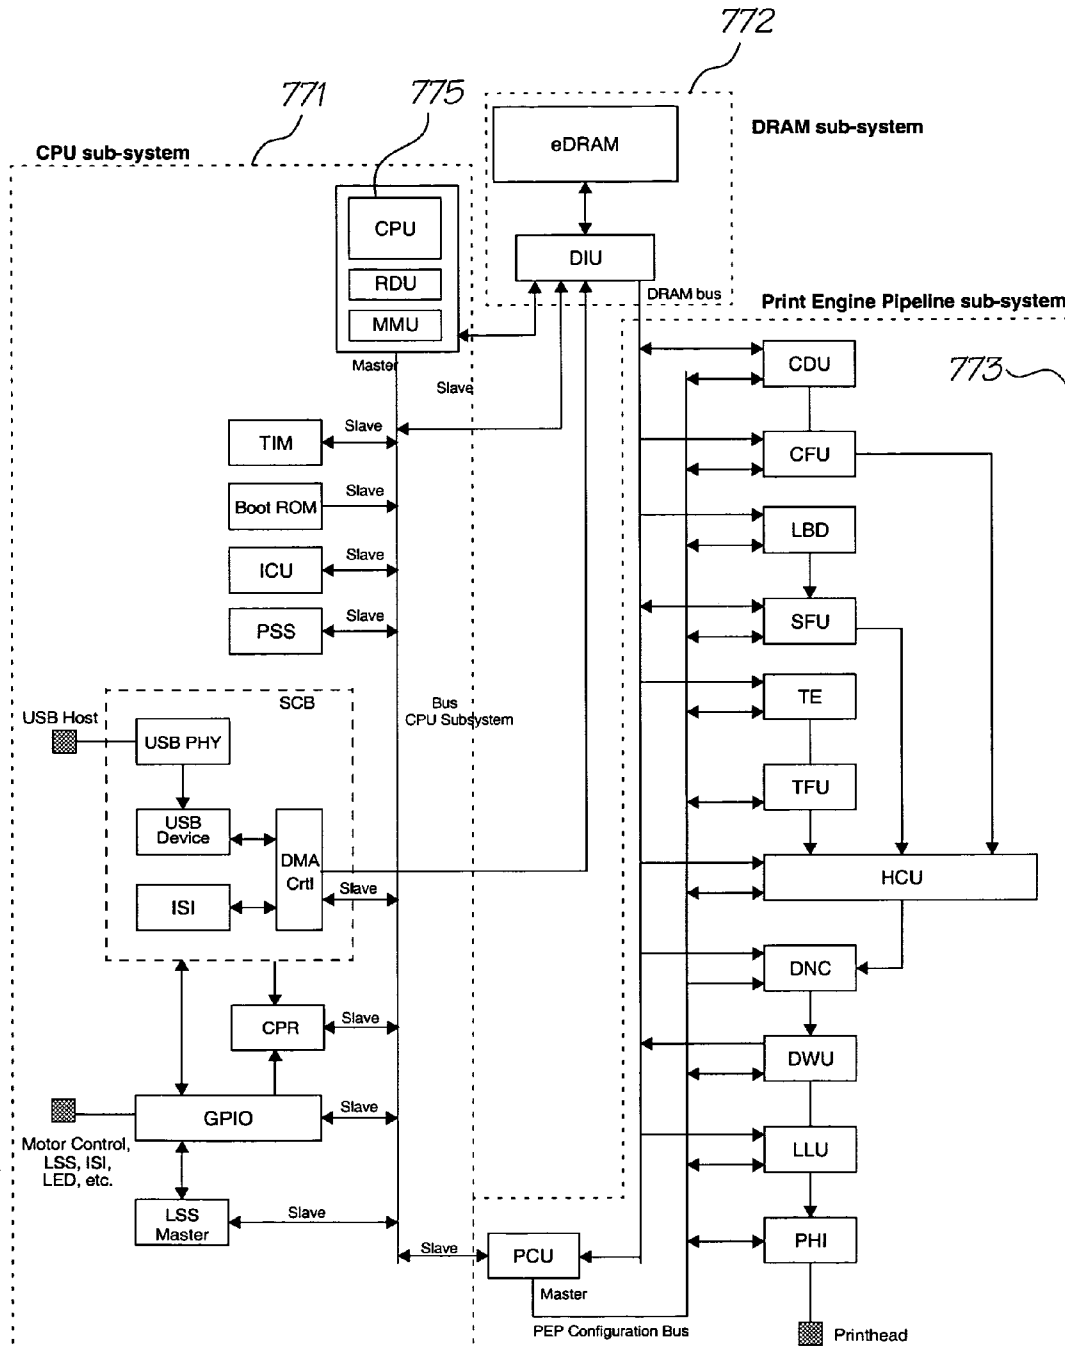 772
771
775
DRAM sub-system
CPU sub-system
eDRAM
CPU
DIU
RDU
DRAM bus
Print Engine Pipeline sub-system
MMU
Master
Slave
773
CDU
TIM
Slave
CFU
Boot ROM
Slave
LBD
ICU
Slave
PSS
Slave
SFU
SCB
Bus
CPU Subsystem
TE
USB Host
USB PHY
TFU
USB
Device
DMA
Crtl
Slave
HCU
ISI
DNC
CPR
Slave
DWU
GPIO
Slave
Motor Control,
LSS, ISI,
LED, etc.
LLU
LSS
Master
Slave
PHI
Slave
PCU
Master
PEP Configuration Bus
Printhead